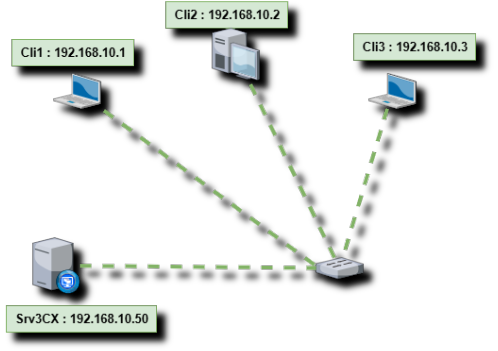 Cli2 : 192.168.10.2
Cli1 : 192.168.10.1
Cli3 : 192.168.10.3
Srv3CX : 192.168.10.50